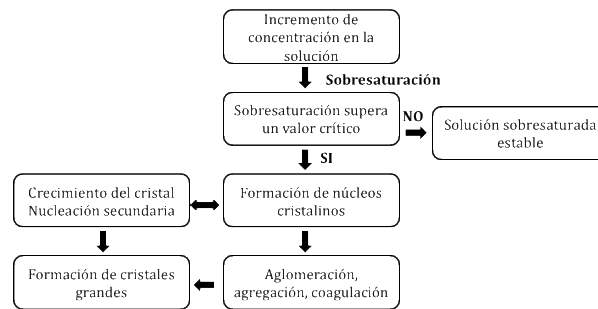 Incremento de
concentración en la
solución
Sobresaturación
Sobresaturación supera
un valor crítico
NO
Solución sobresaturada
estable
SI
Crecimiento del cristal
Nucleación secundaria
Formación de núcleos
cristalinos
Formación de cristales
grandes
Aglomeración,
agregación, coagulación